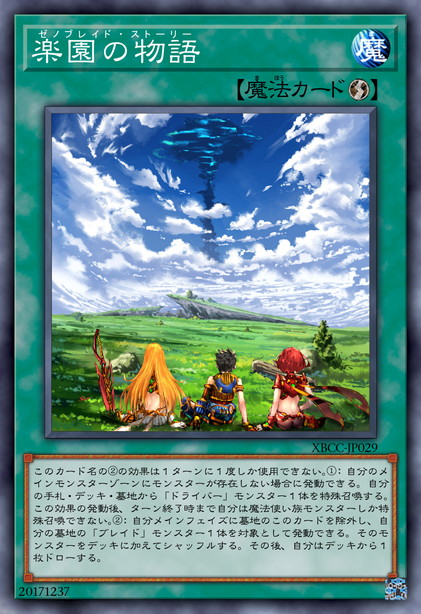 ゼノブレイド・ストーリー
楽園の物語
魔
【魔法カード】
XBCC-JP029
このカード名の②の効果は1ターンに1度しか使用できない。①：自分のメ
インモンスターゾーンにモンスターが存在しない場合に発動できる。自分
の手札・デッキ・墓地から「ドライバー」モンスター1体を特殊召喚する。
この効果の発動後、ターン終了時まで自分は魔法使い族モンスターしか特
殊召喚できない。②：自分メインフェイズに墓地のこのカードを除外し、自
分の墓地の「ブレイド」モンスター1体を対象として発動できる。そのモ
ンスターをデッキに加えてシャッフルする。その後、自分はデッキから1
枚ドローする。
20171237